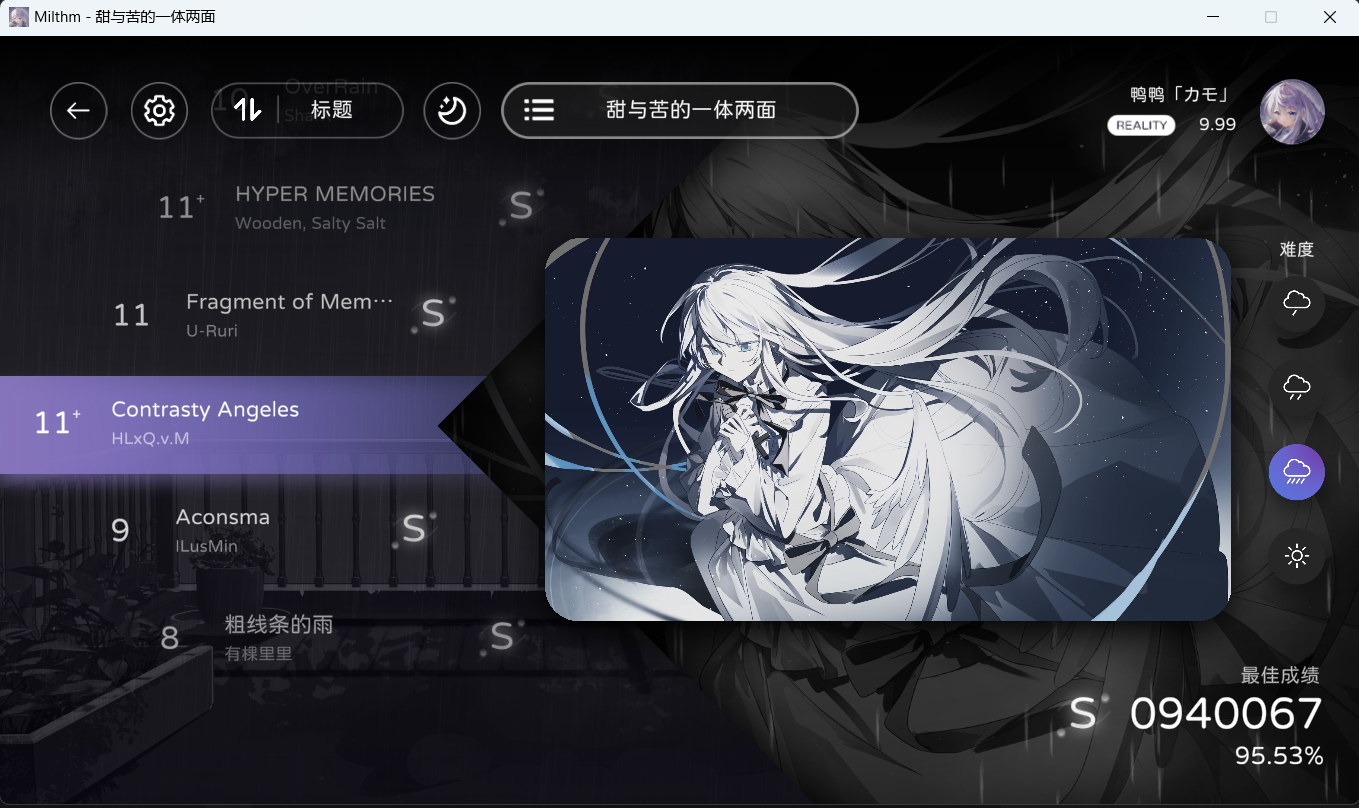 Milthm - 甜与苦的一体两面
标题
甜与苦的一体两面
鸭鸭「カモ」
REALITY 9.99
10 OverRain
11+ HYPER MEMORIES S
Wooden, Salty Salt
11 Fragment of Mem··· S
U-Ruri
11+ Contrasty Angeles
HLxQ.v.M
9 Aconsma S
ILusMin
8 粗线条的雨 S
有棵里里
难度
最佳成绩
S 0940067
95.53%